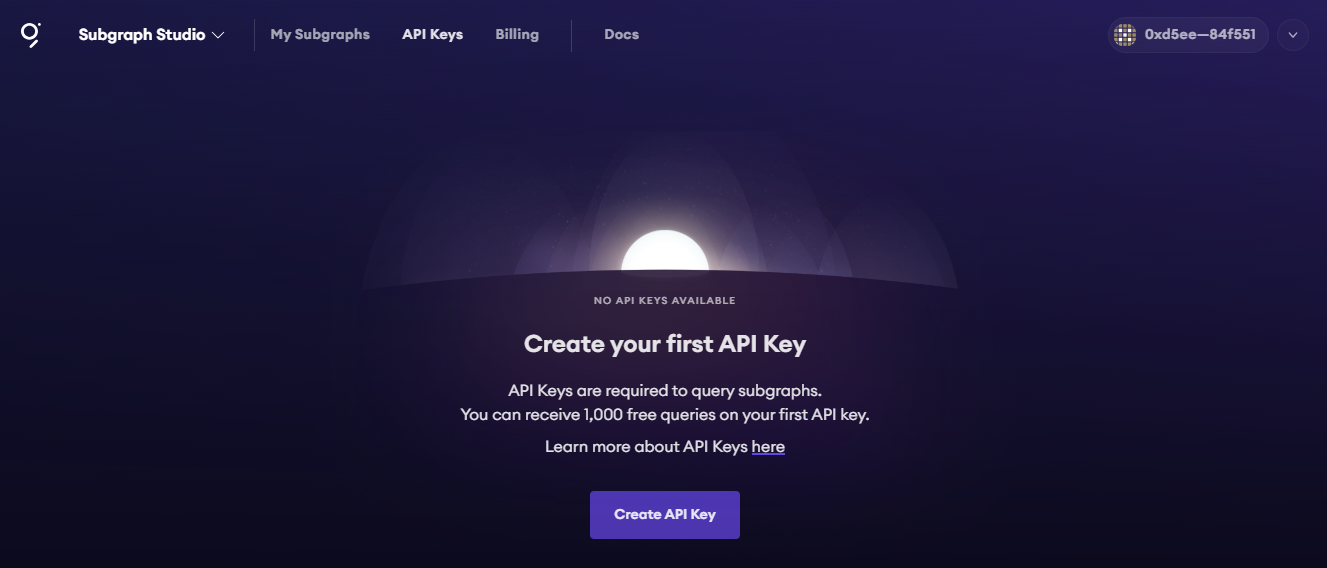 Subgraph Studio
My Subgraphs
API Keys
Billing
Docs
0xd5ee—84f551
NO API KEYS AVAILABLE
Create your first API Key
API Keys are required to query subgraphs.
You can receive 1,000 free queries on your first API key.
Learn more about API Keys here
Create API Key